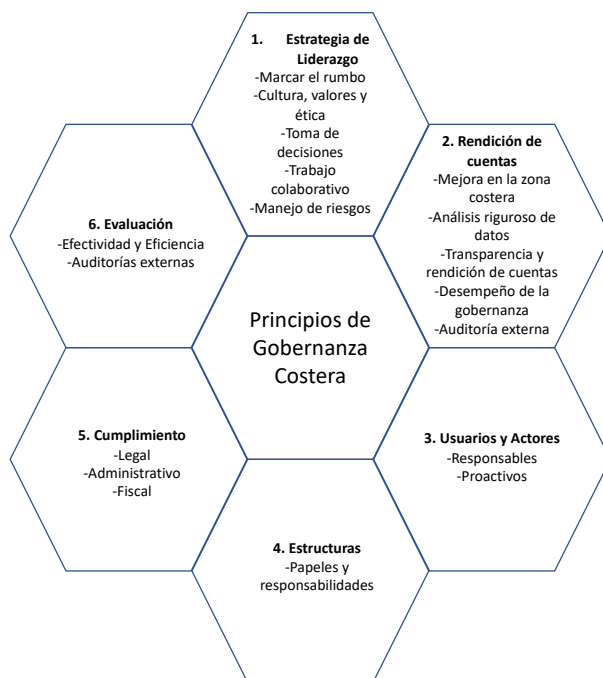 1. Estrategia de
Liderazgo
-Marcar el rumbo
-Cultura, valores y
ética
-Toma de
decisiones
-Trabajo
colaborativo
-Manejo de riesgos
2. Rendición de
cuentas
-Mejora en la zona
costera
-Análisis riguroso de
datos
-Transparencia y
rendición de cuentas
-Desempeño de la
gobernanza
-Auditoría externa
3. Usuarios y Actores
-Responsables
-Proactivos
4. Estructuras
-Papeles y
responsabilidades
5. Cumplimiento
-Legal
-Administrativo
-Fiscal
6. Evaluación
-Efectividad y Eficiencia
-Auditorías externas
Principios de
Gobernanza
Costera